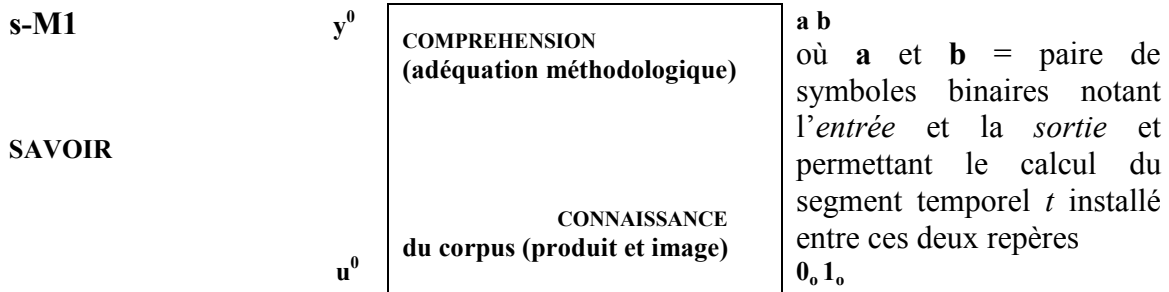 s-M1
SAVOIR
y⁰
u⁰
COMPREHENSION
(adéquation méthodologique)
CONNAISSANCE
du corpus (produit et image)
a b
où a et b = paire de
symboles binaires notant
l’entrée et la sortie et
permettant le calcul du
segment temporel t installé
entre ces deux repères
0ₒ 1ₒ